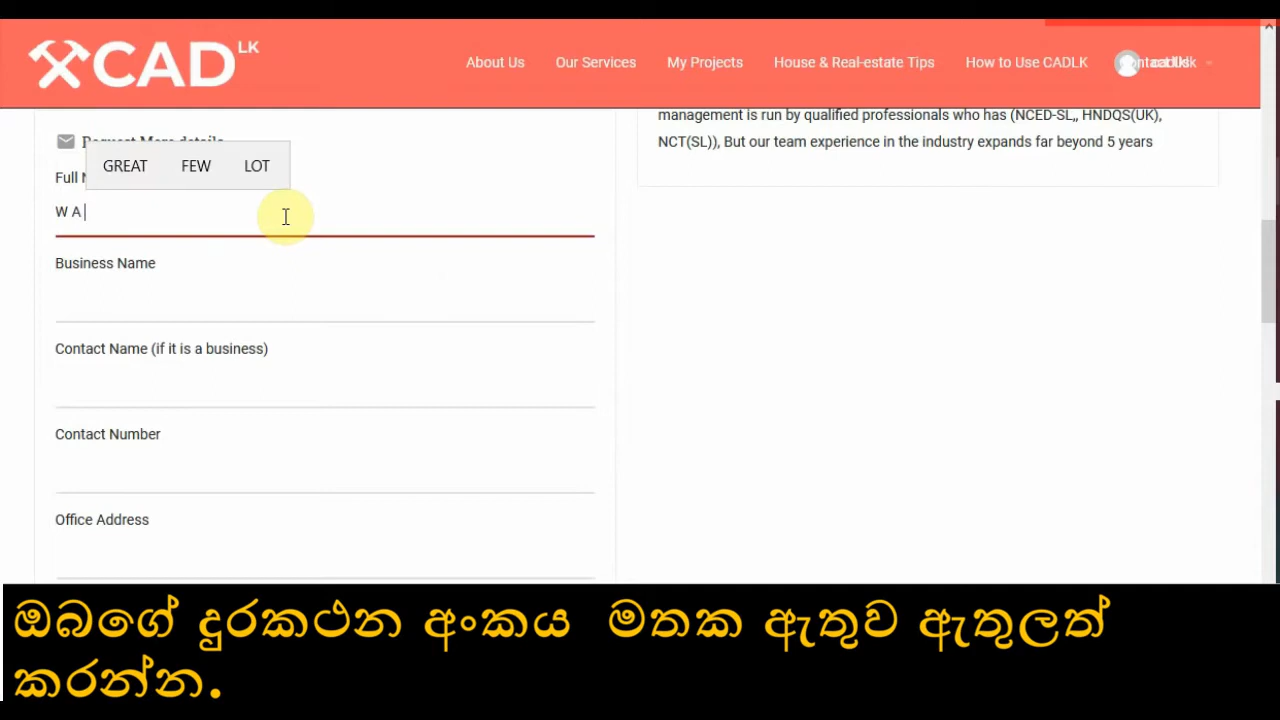 CAD LK
About Us Our Services My Projects House & Real-estate Tips How to Use CADLK
management is run by qualified professionals who has (NCED-SL,, HNDQS(UK),
NCT(SL)), But our team experience in the industry expands far beyond 5 years
Request More details
GREAT FEW LOT
Full
W A
Business Name
Contact Name (if it is a business)
Contact Number
Office Address
ඔබගේ දුරකථන අංකය මතක ඇතුව ඇතුලත්
කරන්න.